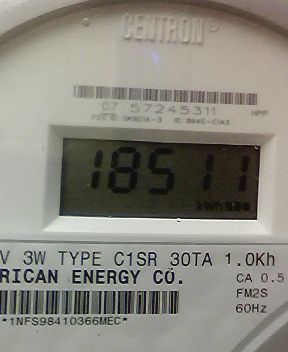 CENTRON®
07 57245311 HPP
18511
kWh
V 3W TYPE C1SR 30TA 1.0Kh
RICAN ENERGY CO. CA 0.5
FM2S
60Hz
*1NFS98410366MEC*